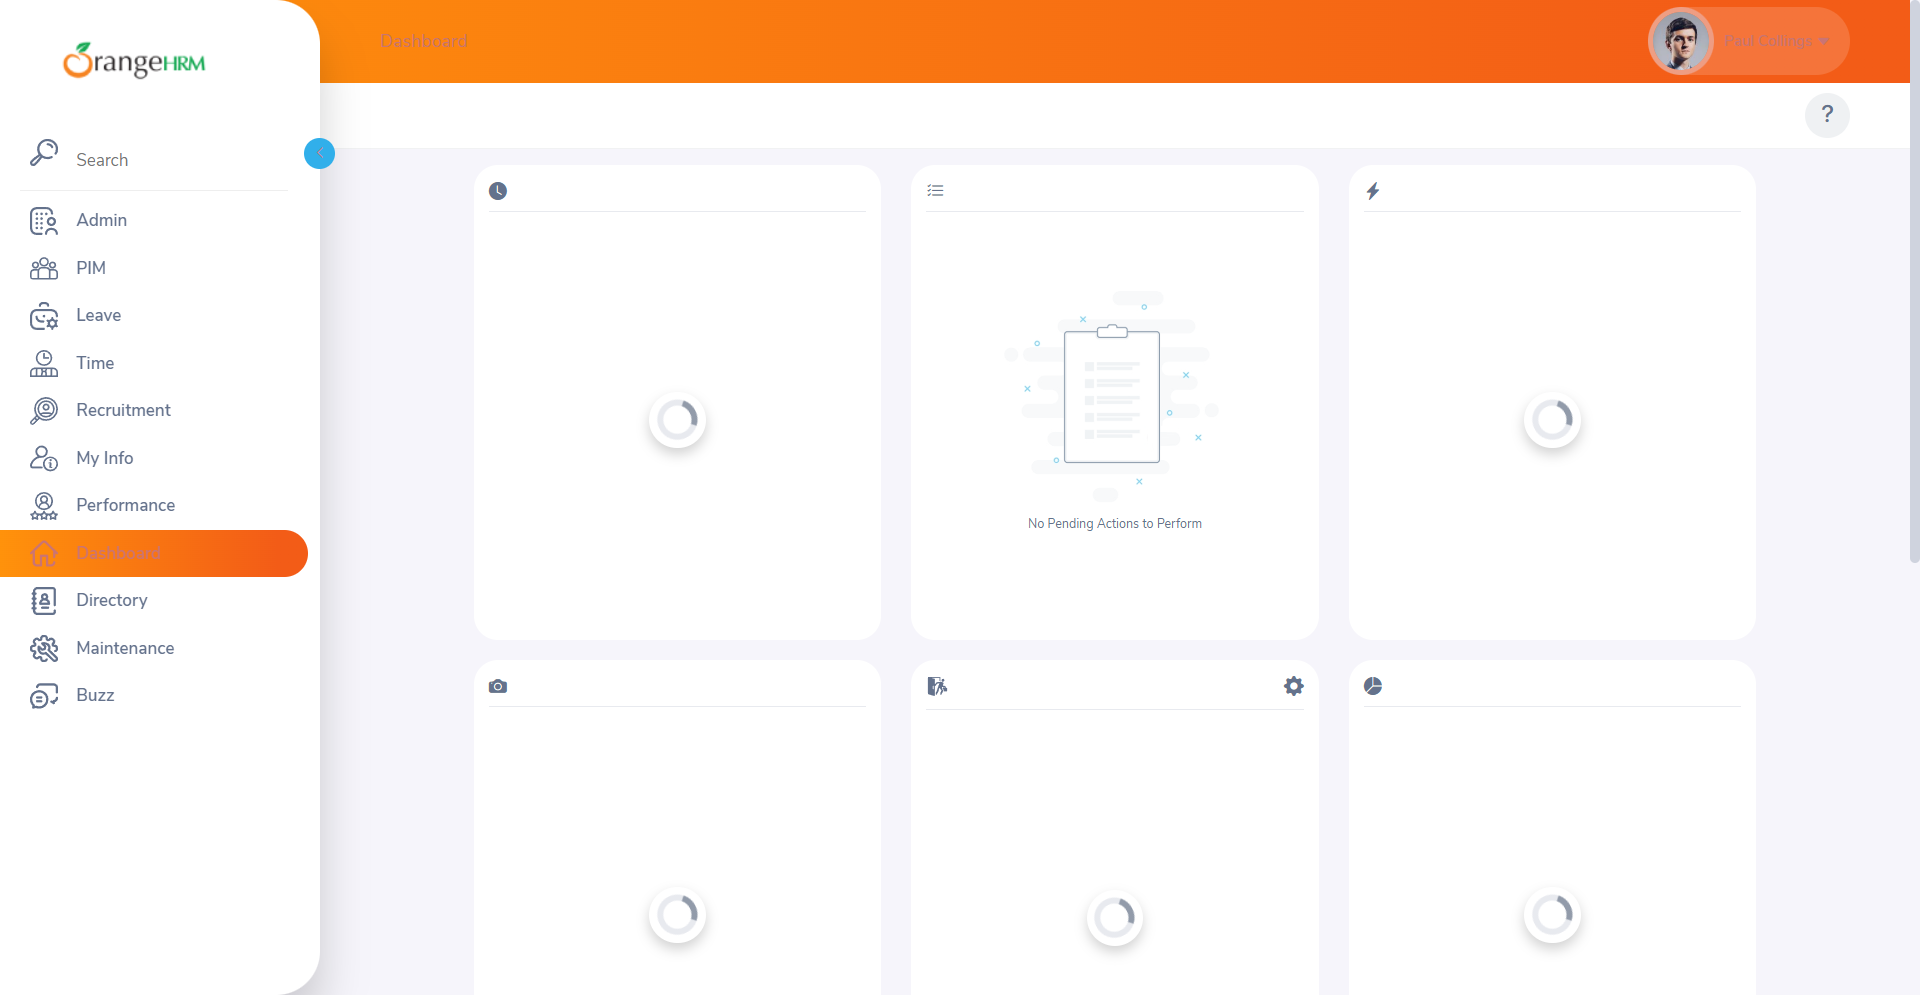 OrangeHRM
Dashboard
Paul Collings
?
Search
Admin
PIM
Leave
Time
Recruitment
My Info
Performance
Dashboard
Directory
Maintenance
Buzz
No Pending Actions to Perform